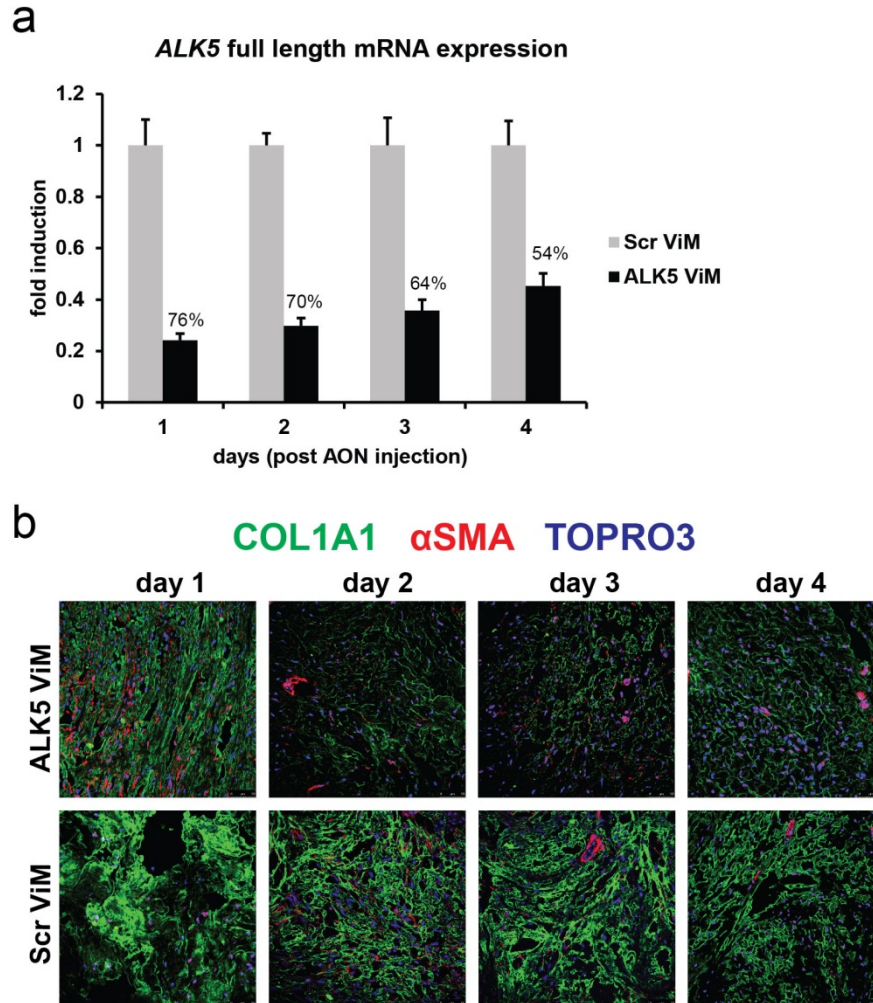 a
ALK5 full length mRNA expression
1.2
1
0.8
0.6
0.4
0.2
0
fold induction
76%
70%
64%
54%
Scr ViM
ALK5 ViM
1 2 3 4
days (post AON injection)
b
COL1A1 αSMA TOPRO3
day 1 day 2 day 3 day 4
ALK5 ViM
Scr ViM